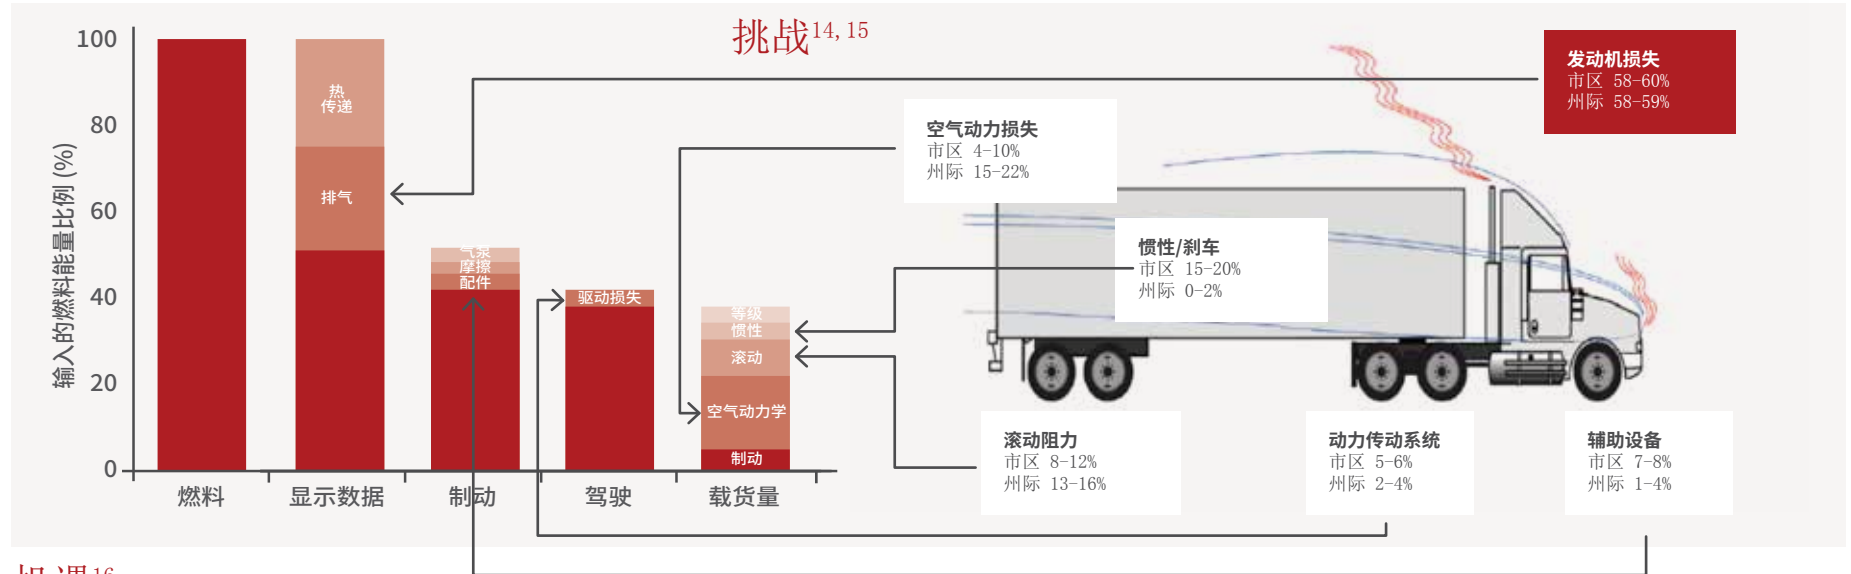 挑战14,15
输入的燃料能量比例 (%)
100
80
60
40
20
0
热
传递
排气
气泵
摩擦
配件
驱动损失
等级
惯性
滚动
空气动力学
制动
燃料
显示数据
制动
驾驶
载货量
发动机损失
市区 58-60%
州际 58-59%
空气动力损失
市区 4-10%
州际 15-22%
惯性/刹车
市区 15-20%
州际 0-2%
滚动阻力
市区 8-12%
州际 13-16%
动力传动系统
市区 5-6%
州际 2-4%
辅助设备
市区 7-8%
州际 1-4%